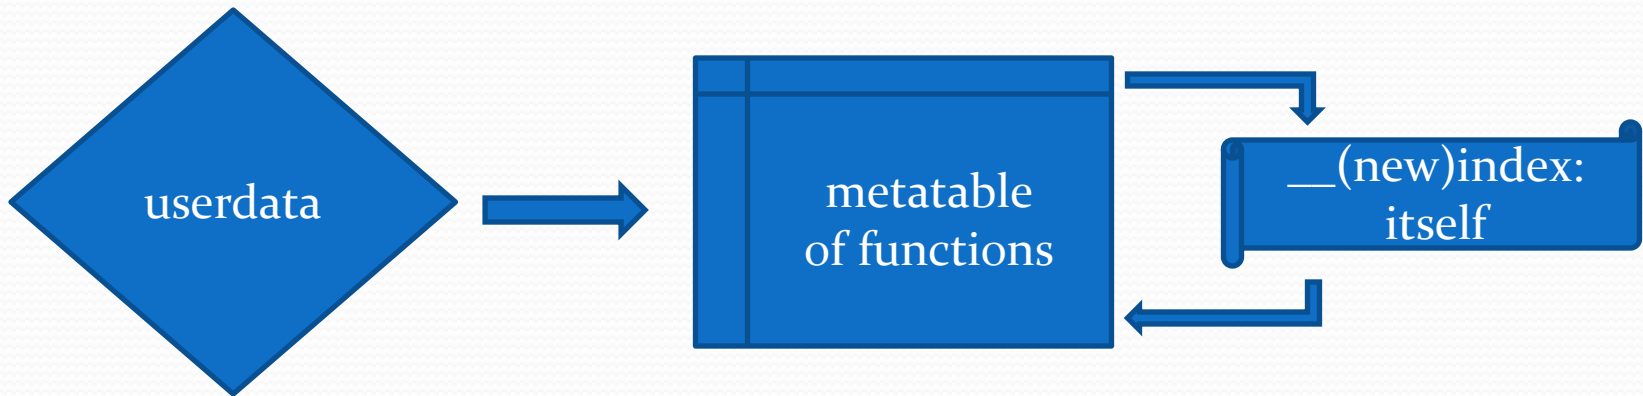 userdata
metatable
of functions
__(new)index:
itself